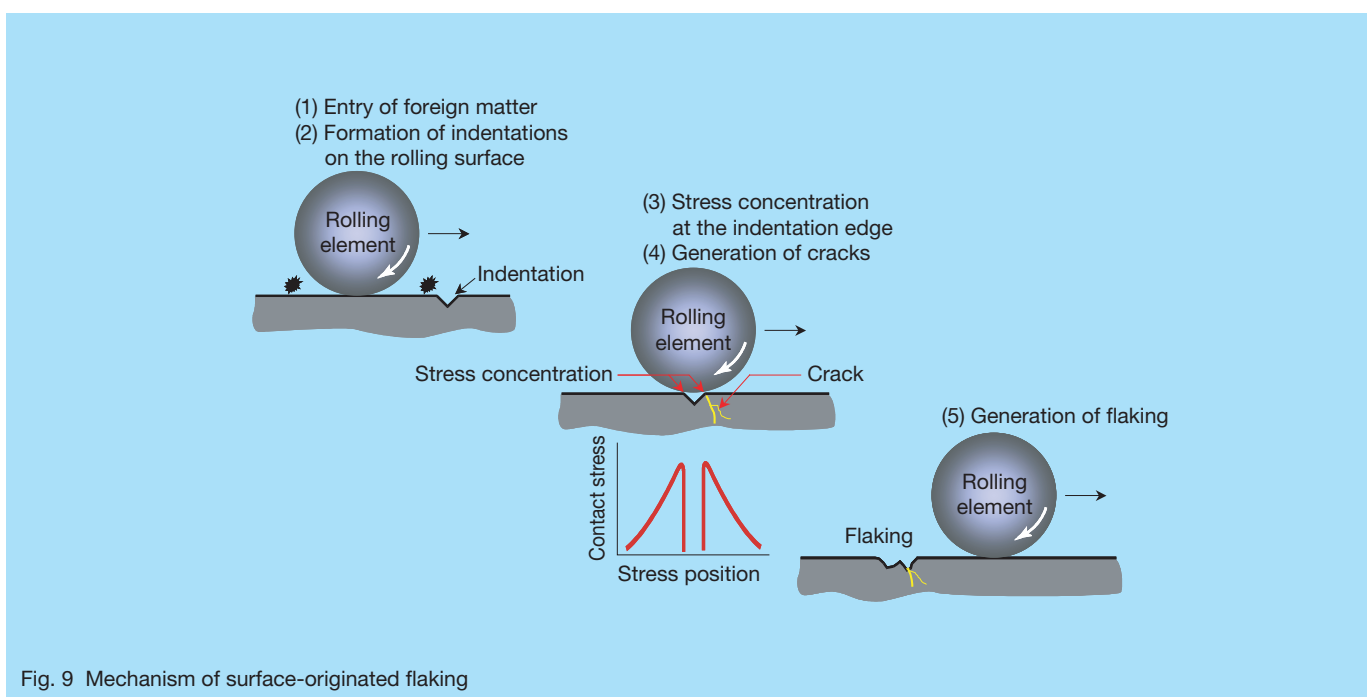 (1) Entry of foreign matter
(2) Formation of indentations
on the rolling surface
Rolling
element
Indentation
(3) Stress concentration
at the indentation edge
(4) Generation of cracks
Rolling
element
Stress concentration
Crack
Contact stress
Stress position
(5) Generation of flaking
Rolling
element
Flaking
Fig. 9 Mechanism of surface-originated flaking